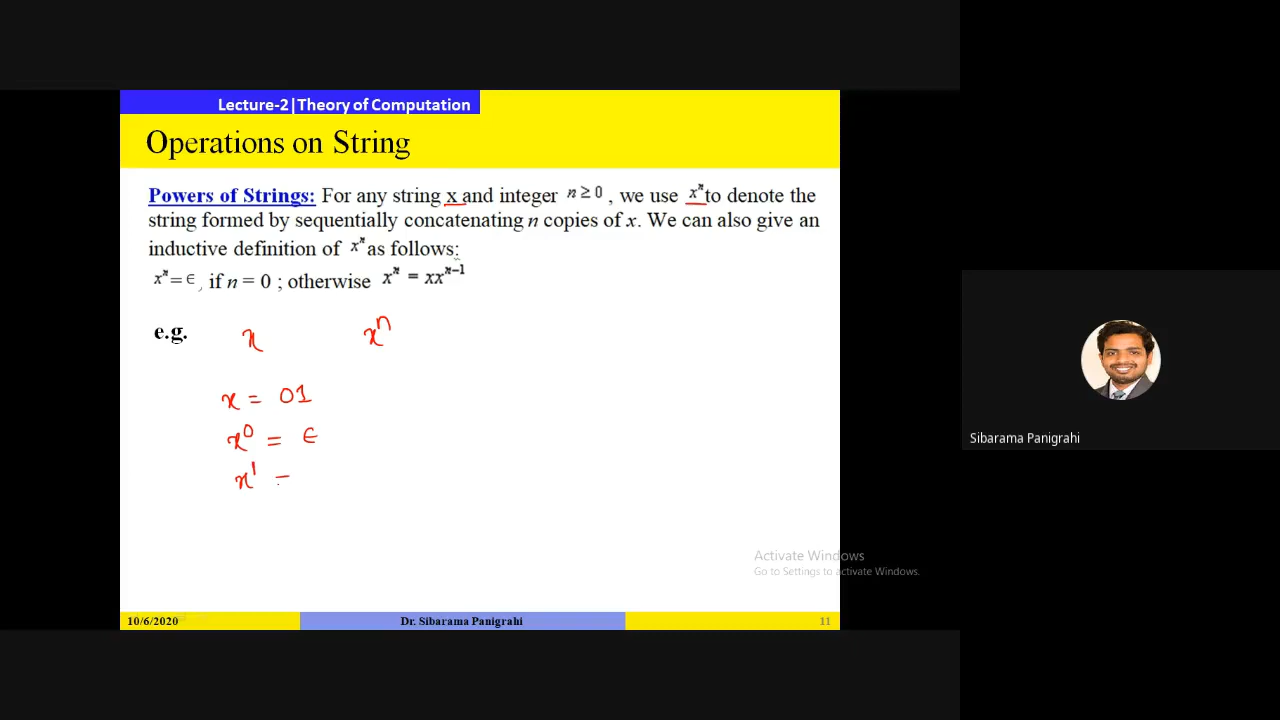 Lecture-2|Theory of Computation
Operations on String
Powers of Strings: For any string x and integer n ≥ 0 , we use xⁿ to denote the
string formed by sequentially concatenating n copies of x. We can also give an
inductive definition of xⁿ as follows:
xⁿ = ∈ , if n = 0 ; otherwise xⁿ = xxⁿ⁻¹
e.g. x xⁿ
x = 01
x⁰ = ∈
x¹ =
Sibarama Panigrahi
Activate Windows
Go to Settings to activate Windows.
10/6/2020 Dr. Sibarama Panigrahi 11